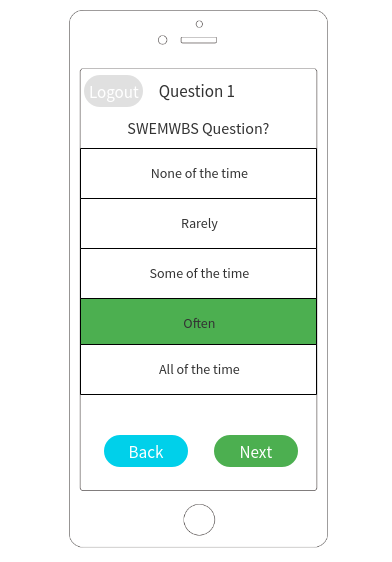 Logout Question 1
SWEMWBS Question?
None of the time
Rarely
Some of the time
Often
All of the time
Back Next